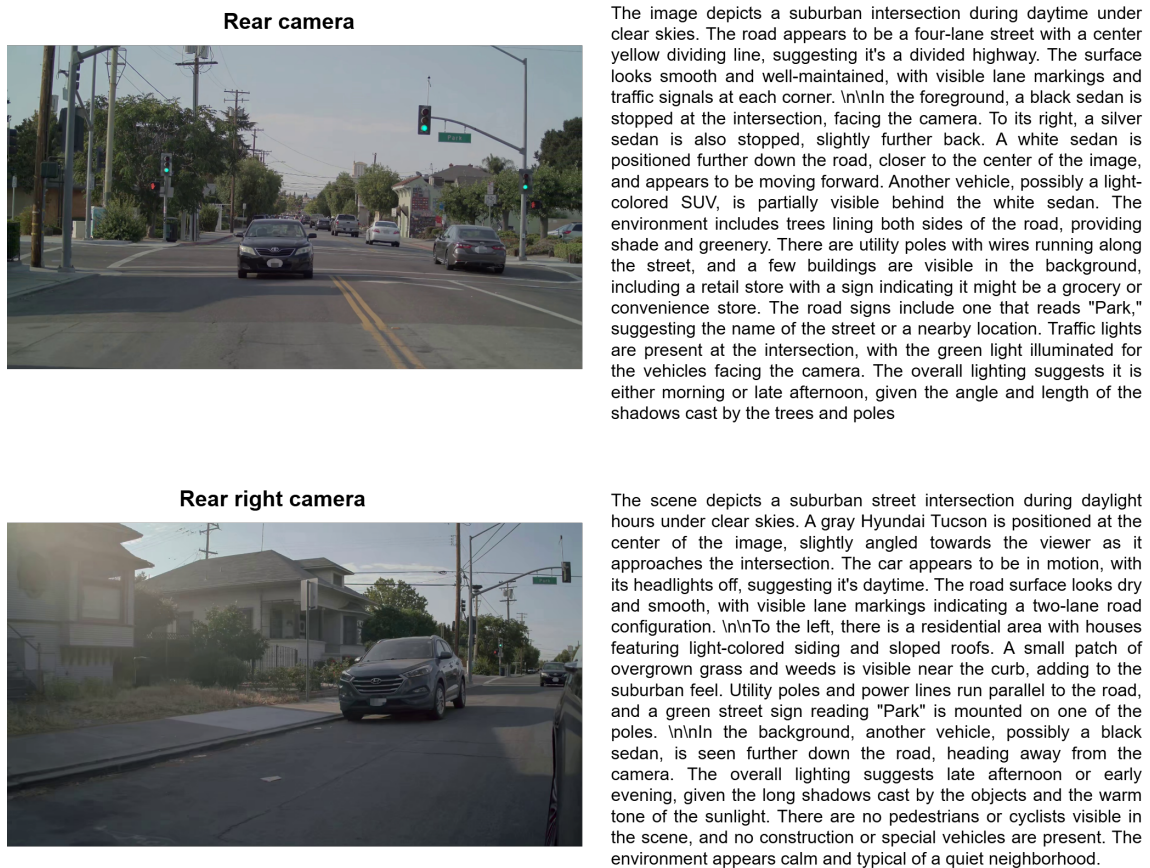 Rear camera
The image depicts a suburban intersection during daytime under
clear skies. The road appears to be a four-lane street with a center
yellow dividing line, suggesting it's a divided highway. The surface
looks smooth and well-maintained, with visible lane markings and
traffic signals at each corner. \n\nIn the foreground, a black sedan is
stopped at the intersection, facing the camera. To its right, a silver
sedan is also stopped, slightly further back. A white sedan is
positioned further down the road, closer to the center of the image,
and appears to be moving forward. Another vehicle, possibly a light-
colored SUV, is partially visible behind the white sedan. The
environment includes trees lining both sides of the road, providing
shade and greenery. There are utility poles with wires running along
the street, and a few buildings are visible in the background,
including a retail store with a sign indicating it might be a grocery or
convenience store. The road signs include one that reads "Park,"
suggesting the name of the street or a nearby location. Traffic lights
are present at the intersection, with the green light illuminated for
the vehicles facing the camera. The overall lighting suggests it is
either morning or late afternoon, given the angle and length of the
shadows cast by the trees and poles
Park
Rear right camera
The scene depicts a suburban street intersection during daylight
hours under clear skies. A gray Hyundai Tucson is positioned at the
center of the image, slightly angled towards the viewer as it
approaches the intersection. The car appears to be in motion, with
its headlights off, suggesting it's daytime. The road surface looks dry
and smooth, with visible lane markings indicating a two-lane road
configuration. \n\nTo the left, there is a residential area with houses
featuring light-colored siding and sloped roofs. A small patch of
overgrown grass and weeds is visible near the curb, adding to the
suburban feel. Utility poles and power lines run parallel to the road,
and a green street sign reading "Park" is mounted on one of the
poles. \n\nIn the background, another vehicle, possibly a black
sedan, is seen further down the road, heading away from the
camera. The overall lighting suggests late afternoon or early
evening, given the long shadows cast by the objects and the warm
tone of the sunlight. There are no pedestrians or cyclists visible in
the scene, and no construction or special vehicles are present. The
environment appears calm and typical of a quiet neighborhood.